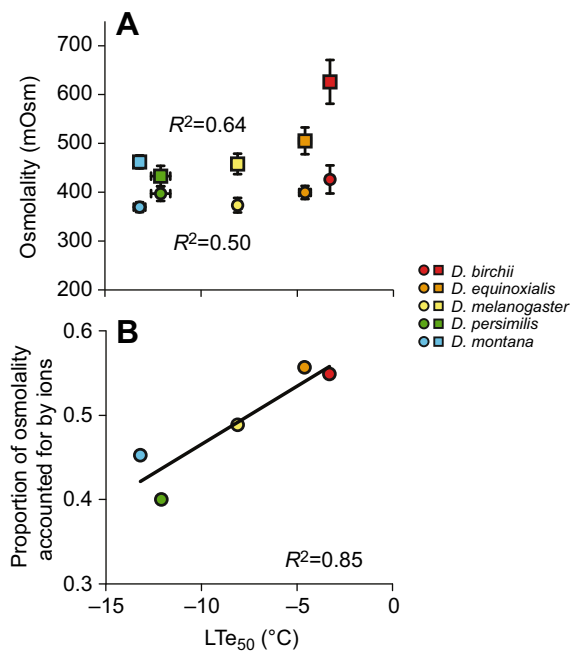 A
700
600
500
400
300
200
Osmolality (mOsm)
R²=0.64
R²=0.50
D. birchii
D. equinoxialis
D. melanogaster
D. persimilis
D. montana
B
0.6
0.5
0.4
0.3
Proportion of osmolality
accounted for by ions
R²=0.85
–15 –10 –5 0
LTe₅₀ (°C)